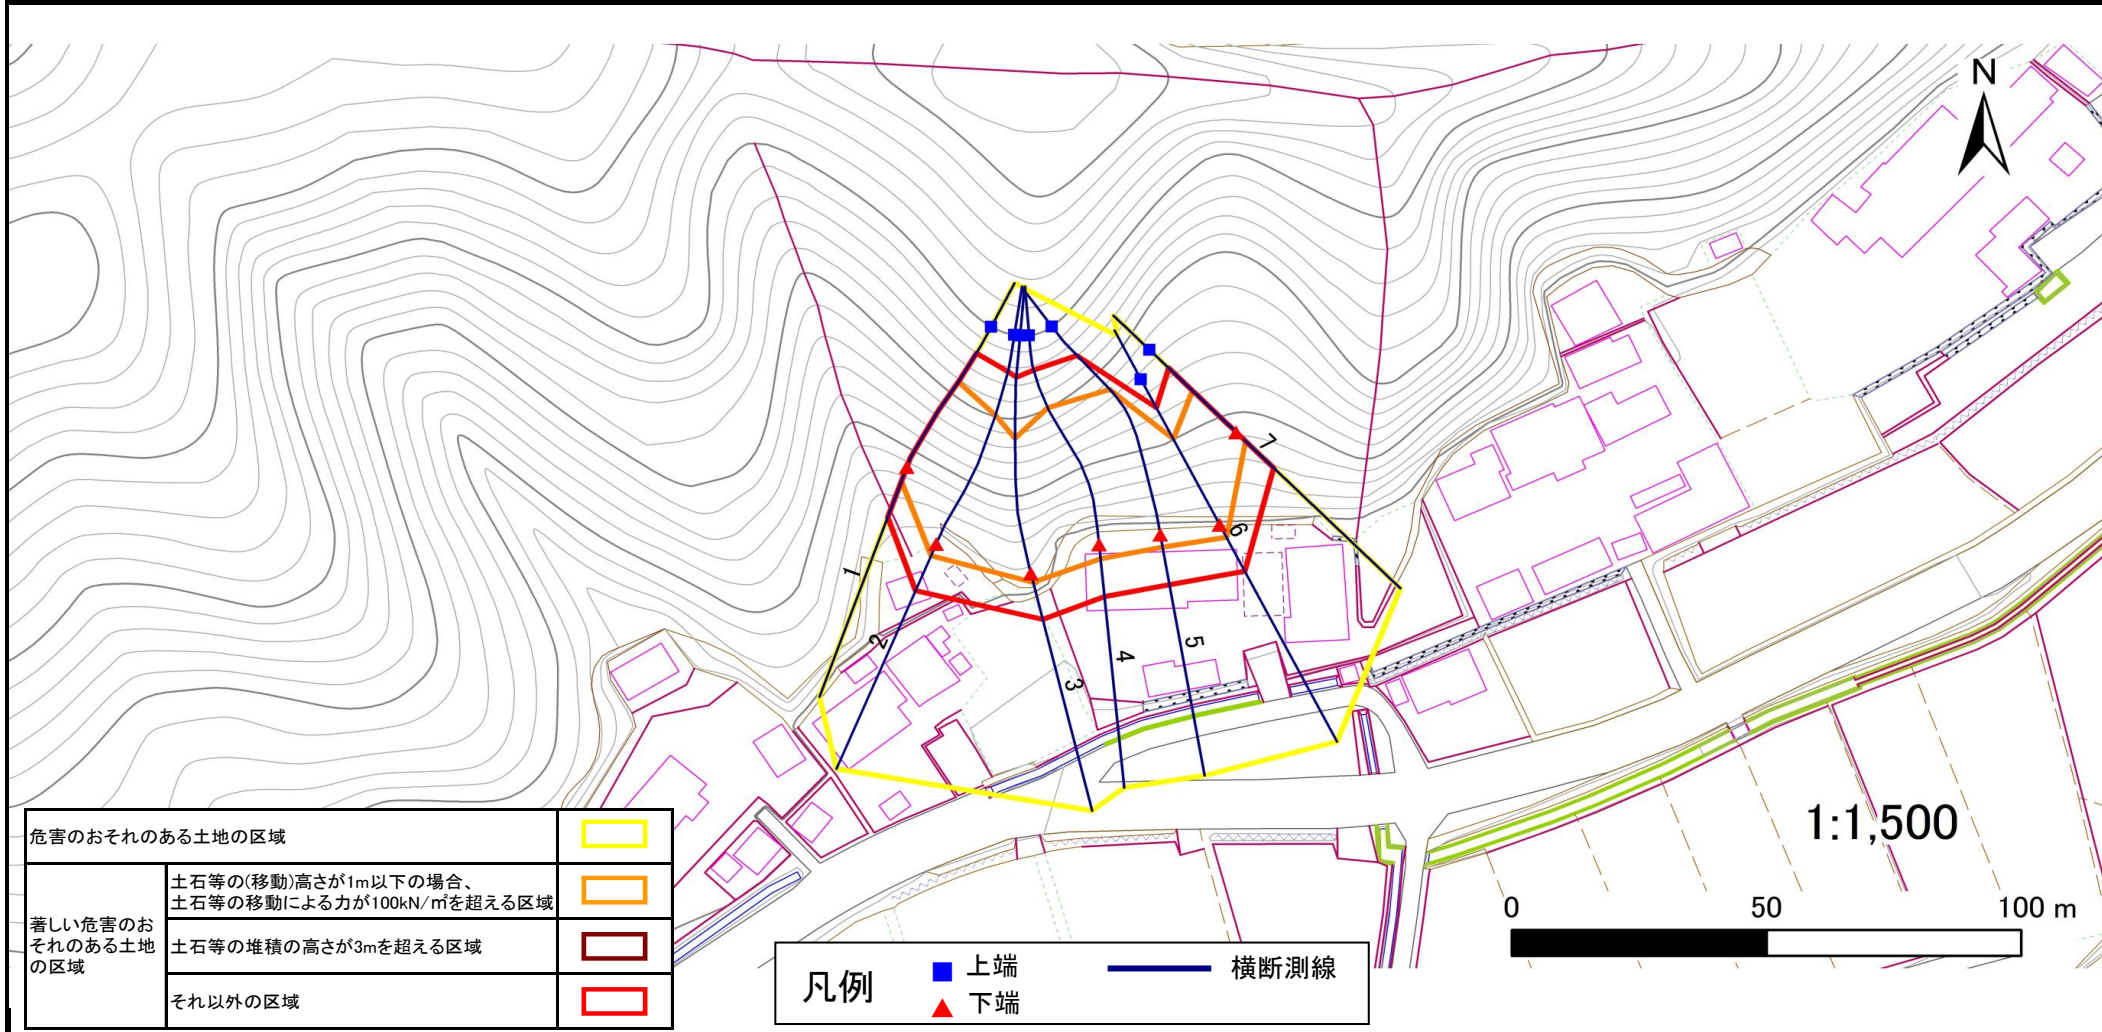 N
7
6
1
2
5
4
3
1:1,500
0 50 100 m
危害のおそれのある土地の区域
著しい危害のお
それのある土地
の区域
土石等の(移動)高さが1m以下の場合、
土石等の移動による力が100kN/㎡を超える区域
土石等の堆積の高さが3mを超える区域
それ以外の区域
凡例
上端
下端
横断測線